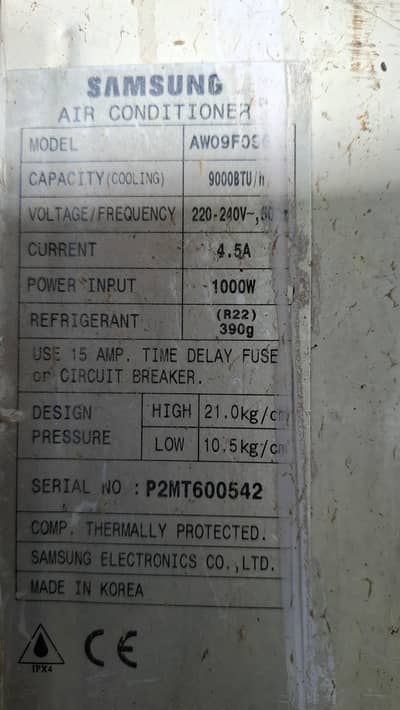 SAMSUNG
AIR CONDITIONER
MODEL
CAPACITY(COOLING) 9000BTU/h
VOLTAGE/FREQUENCY 220-240V~,
CURRENT 4.5A
POWER INPUT 1000W
REFRIGERANT (R22) 390g
USE 15 AMP. TIME DELAY FUSE
or CIRCUIT BREAKER.
DESIGN PRESSURE HIGH 21.0kg/
LOW 10.5kg/
SERIAL NO : P2MT600542
COMP. THERMALLY PROTECTED.
SAMSUNG ELECTRONICS CO.,LTD.
MADE IN KOREA
IPX4 CE